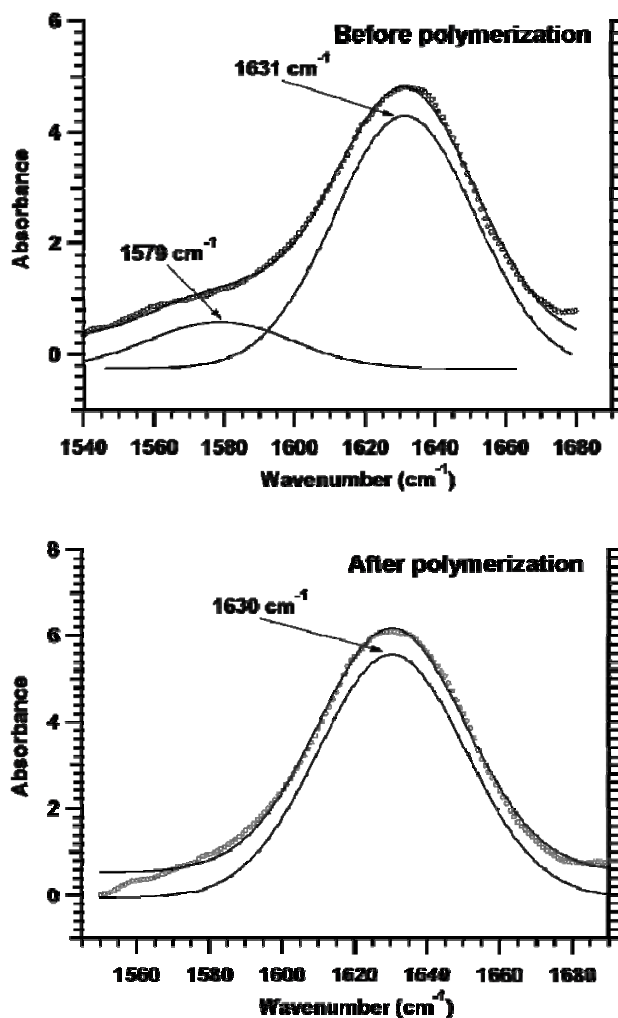 Before polymerization
1631 cm⁻¹
1579 cm⁻¹
6
4
2
0
Absorbance
1540 1560 1580 1600 1620 1640 1660 1680
Wavenumber (cm⁻¹)
After polymerization
1630 cm⁻¹
8
6
4
2
0
Absorbance
1560 1580 1600 1620 1640 1660 1680
Wavenumber (cm⁻¹)